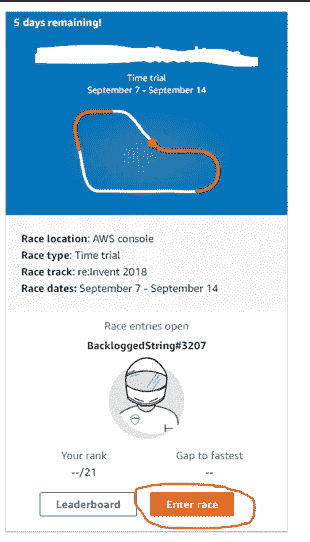 5 days remaining!
Time trial
September 7 - September 14
Race location: AWS console
Race type: Time trial
Race track: re:Invent 2018
Race dates: September 7 - September 14
Race entries open
BackloggedString#3207
Your rank
Gap to fastest
--/21
--
Leaderboard
Enter race